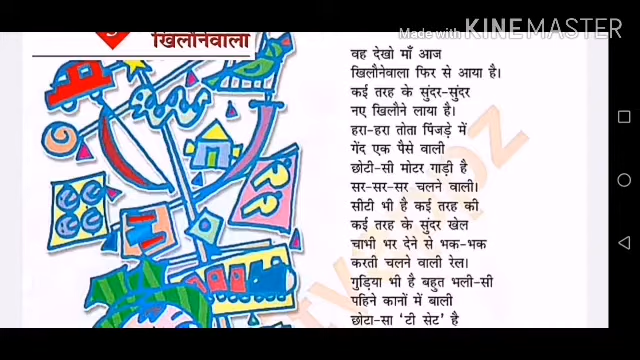 Made with KINEMASTER
खिलौनेवाला
वह देखो माँ आज
खिलौनेवाला फिर से आया है।
कई तरह के सुंदर-सुंदर
नए खिलौने लाया है।
हरा-हरा तोता पिंजड़े में
गेंद एक पैसे वाली
छोटी-सी मोटर गाड़ी है
सर-सर-सर चलने वाली।
सीटी भी है कई तरह की
कई तरह के सुंदर खेल
चाभी भर देने से भक-भक
करती चलने वाली रेल।
गुड़िया भी है बहुत भली-सी
पहिने कानों में बाली
छोटा-सा 'टी सेट' है